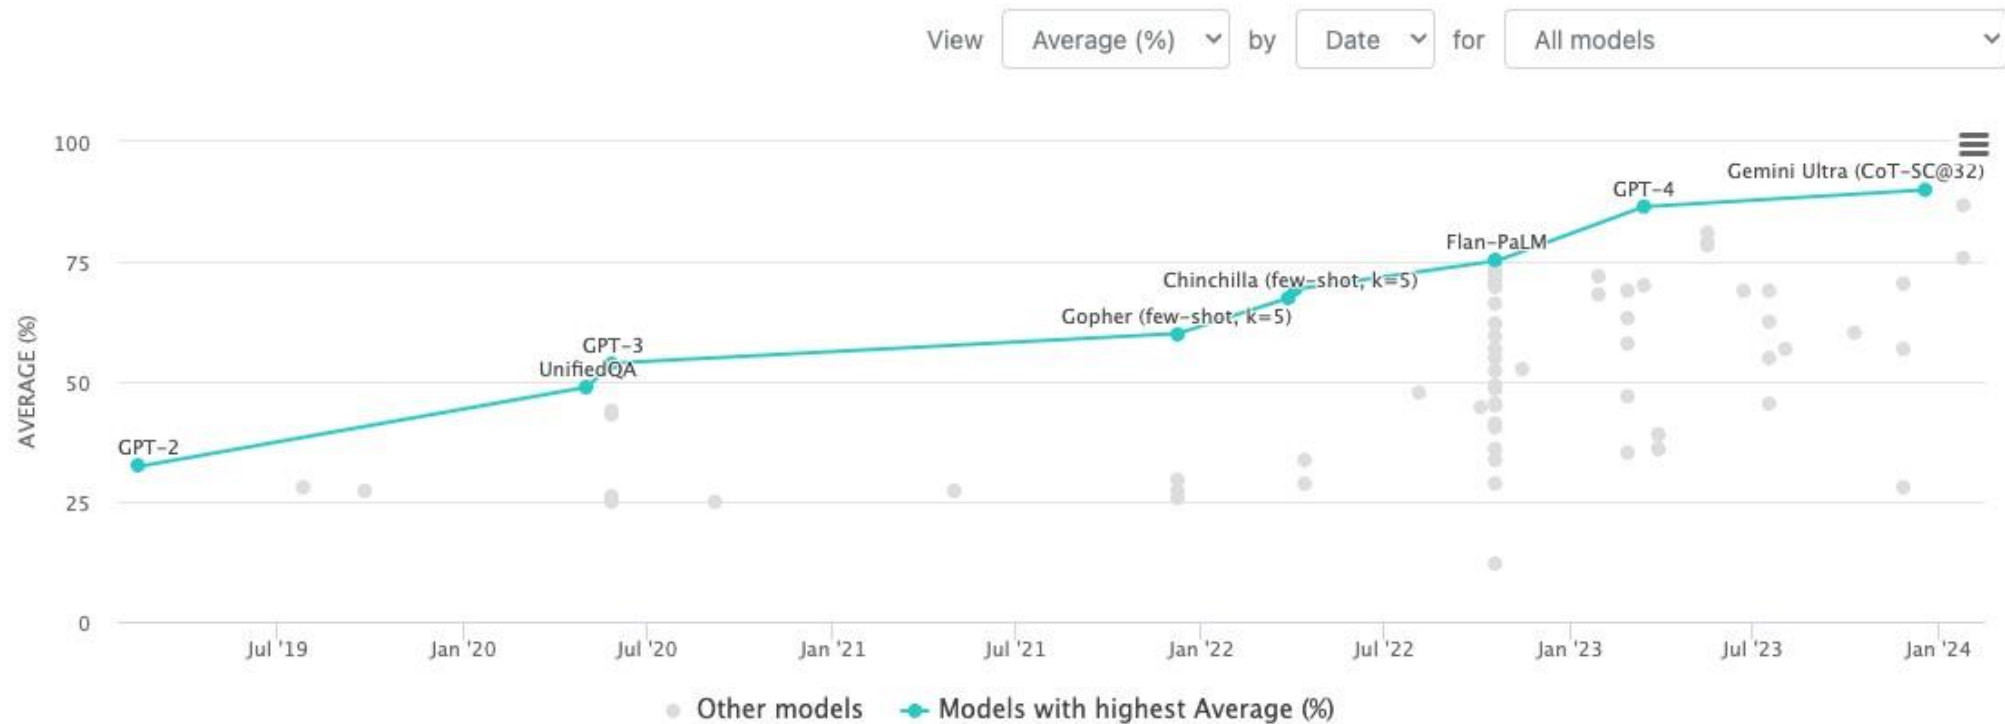 View Average (%) by Date for All models
100
75
50
25
0
AVERAGE (%)
GPT-2
UnifiedQA
GPT-3
Gopher (few-shot, k=5)
Chinchilla (few-shot, k=5)
Flan-PaLM
GPT-4
Gemini Ultra (CoT-SC@32)
Jul '19 Jan '20 Jul '20 Jan '21 Jul '21 Jan '22 Jul '22 Jan '23 Jul '23 Jan '24
Other models Models with highest Average (%)